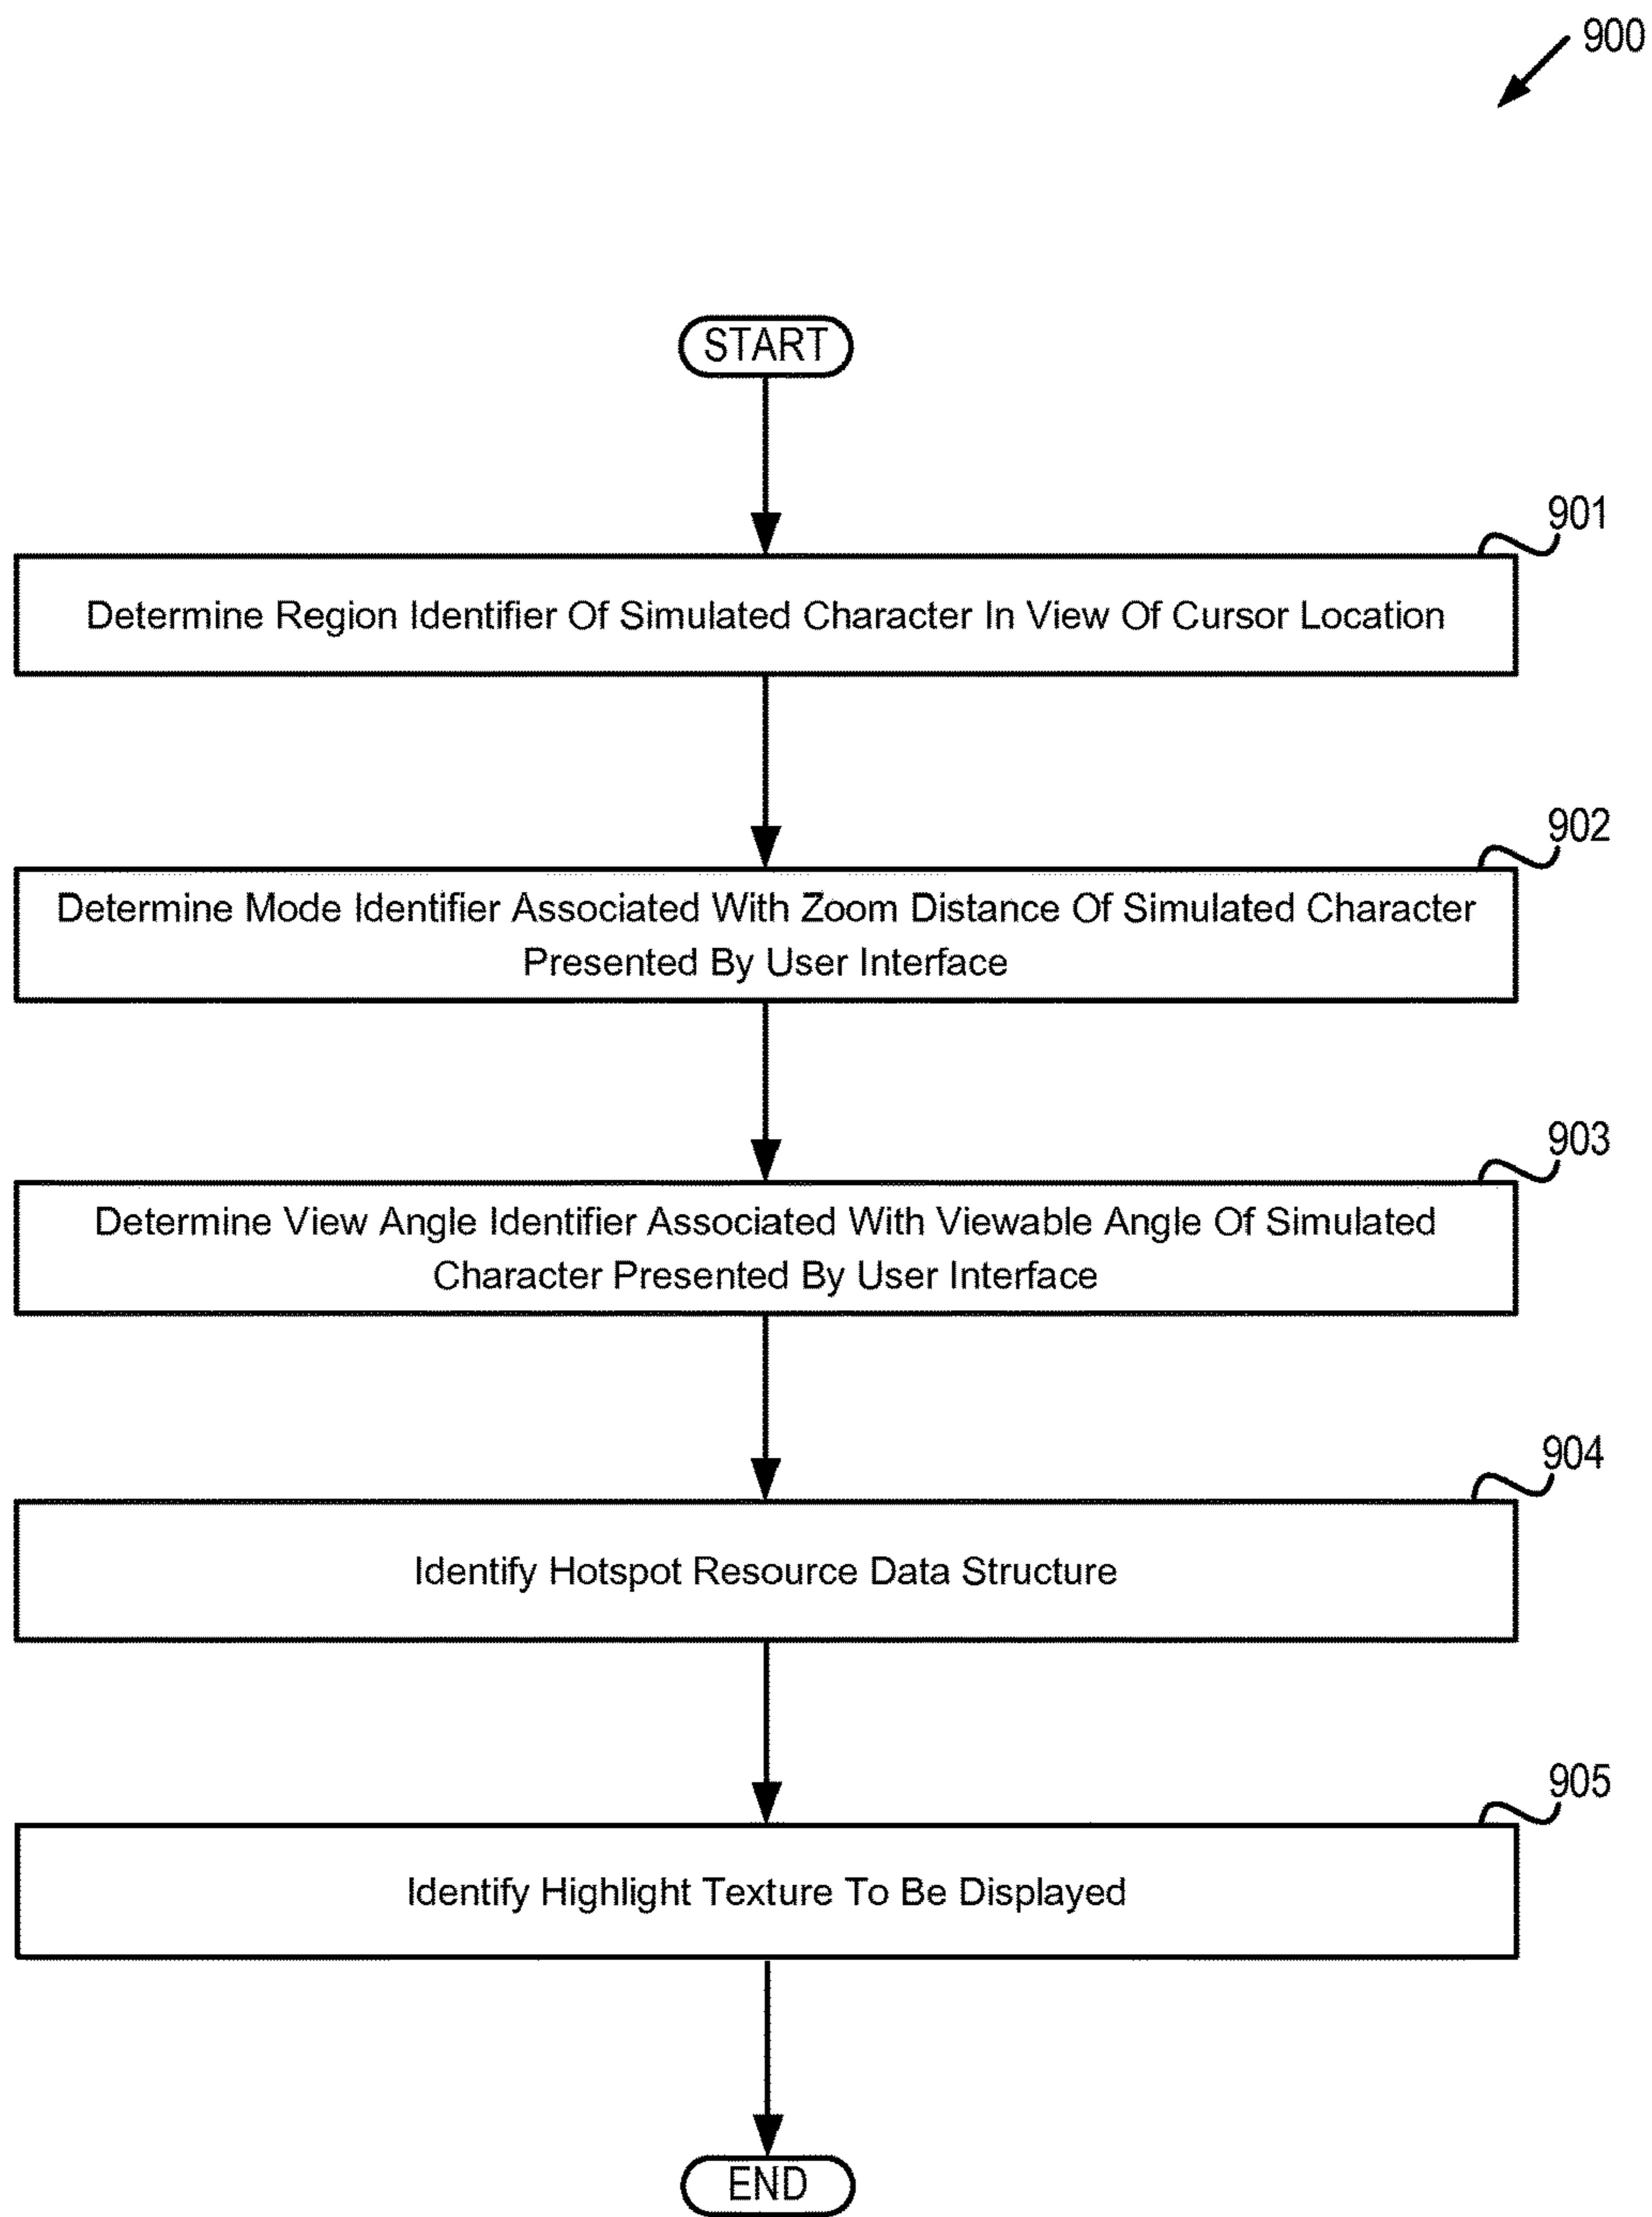 900
START
901
Determine Region Identifier Of Simulated Character In View Of Cursor Location
902
Determine Mode Identifier Associated With Zoom Distance Of Simulated Character
Presented By User Interface
903
Determine View Angle Identifier Associated With Viewable Angle Of Simulated
Character Presented By User Interface
904
Identify Hotspot Resource Data Structure
905
Identify Highlight Texture To Be Displayed
END